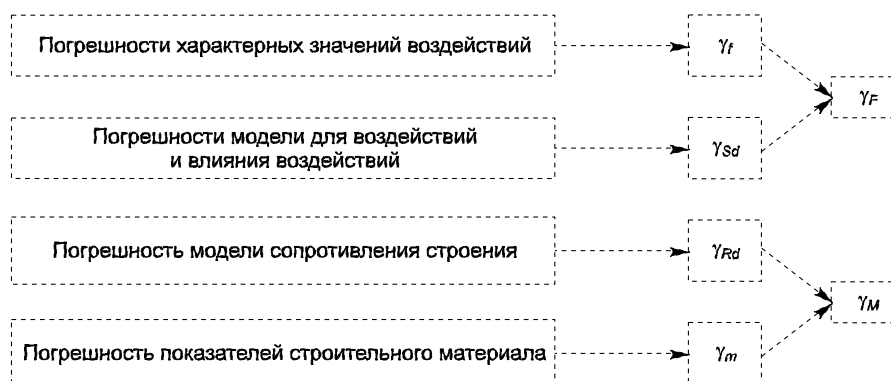 Погрешности характерных значений воздействий
γf
γF
Погрешности модели для воздействий
и влияния воздействий
γSd
Погрешность модели сопротивления строения
γRd
γM
Погрешность показателей строительного материала
γm